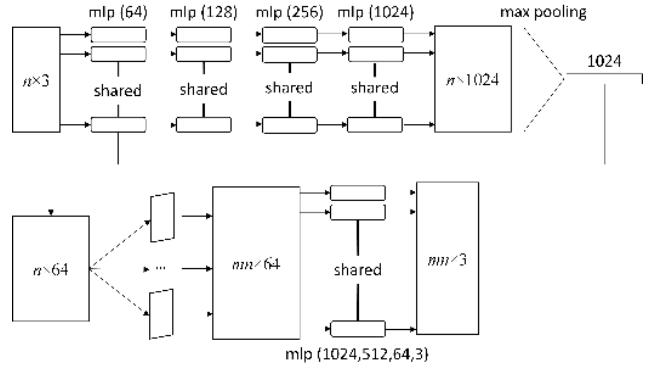 mlp (64) mlp (128) mlp (256) mlp (1024) max pooling
n×3 shared shared shared shared n×1024 1024
n×64 ... mn×64 shared mn×3
mlp (1024,512,64,3)